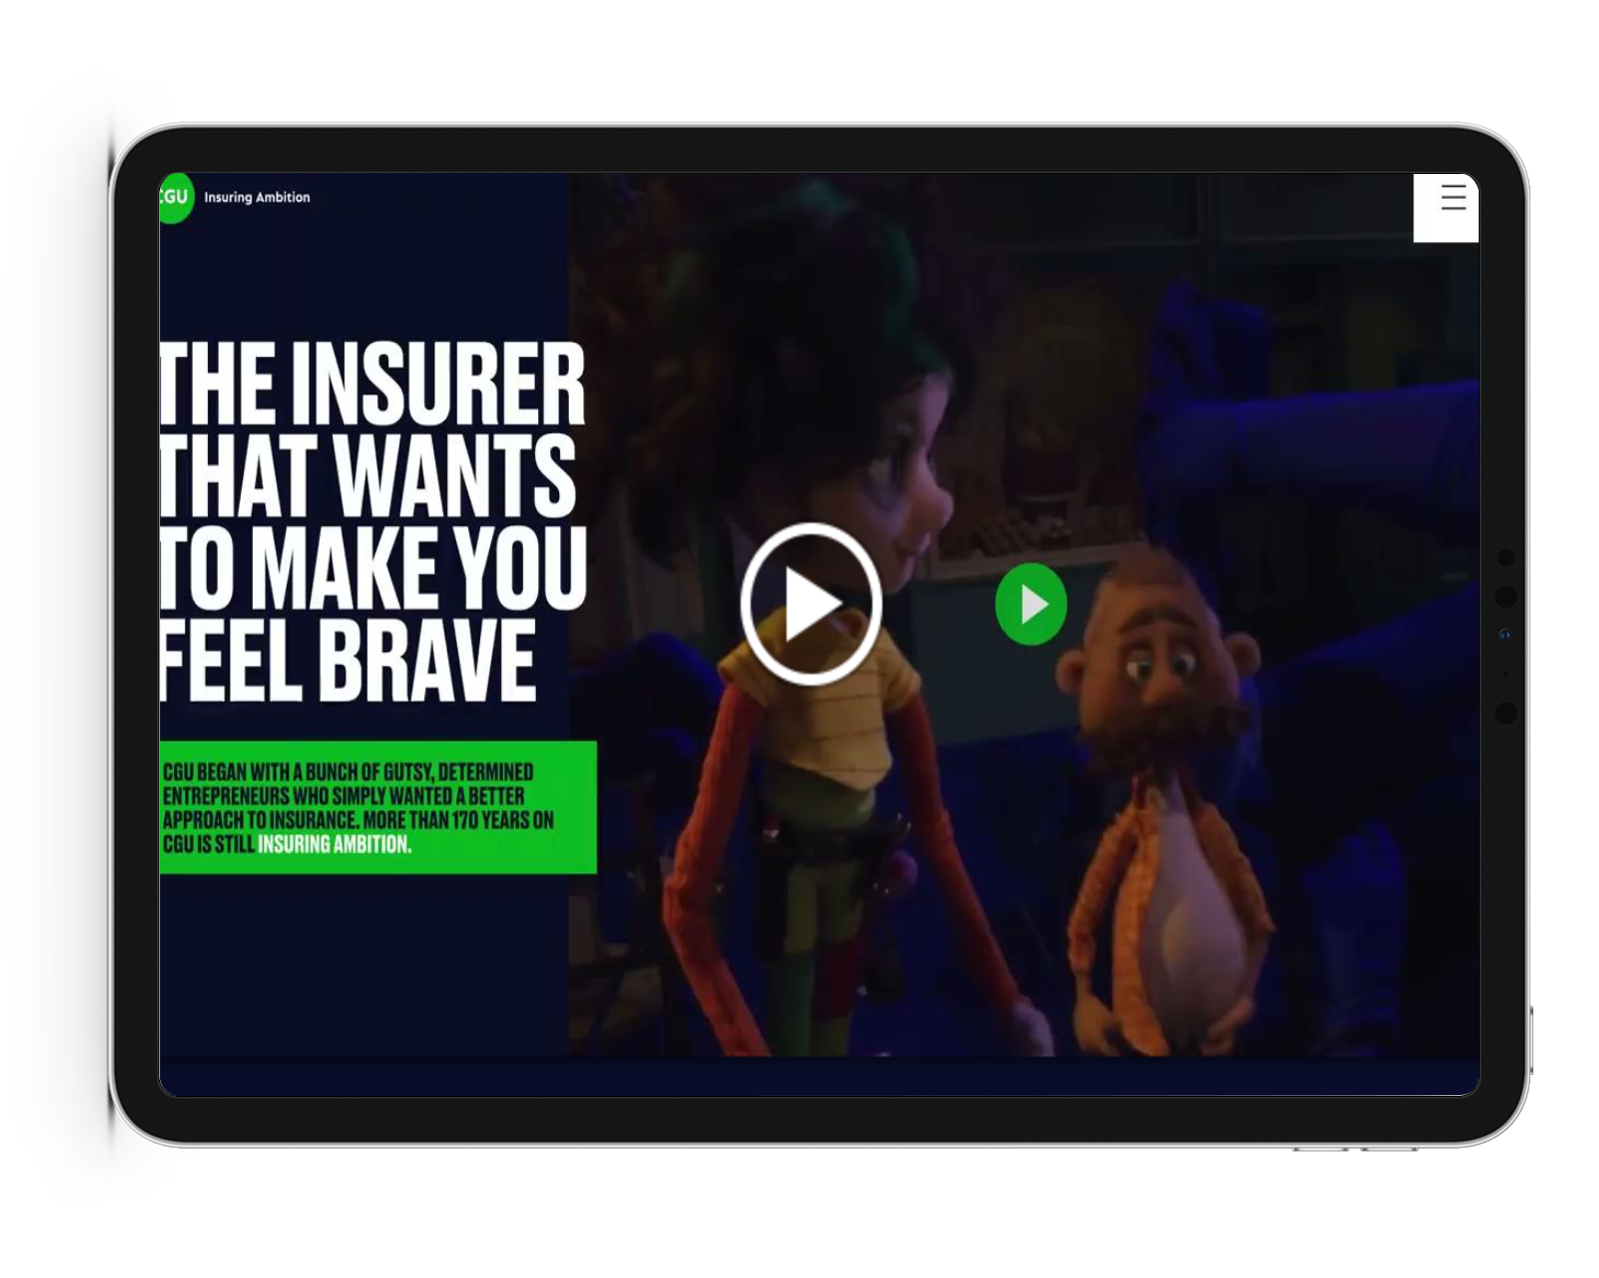 CGU
Insuring Ambition
THE INSURER
THAT WANTS
TO MAKE YOU
FEEL BRAVE
CGU BEGAN WITH A BUNCH OF GUTSY, DETERMINED
ENTREPRENEURS WHO SIMPLY WANTED A BETTER
APPROACH TO INSURANCE. MORE THAN 170 YEARS ON
CGU IS STILL INSURING AMBITION.